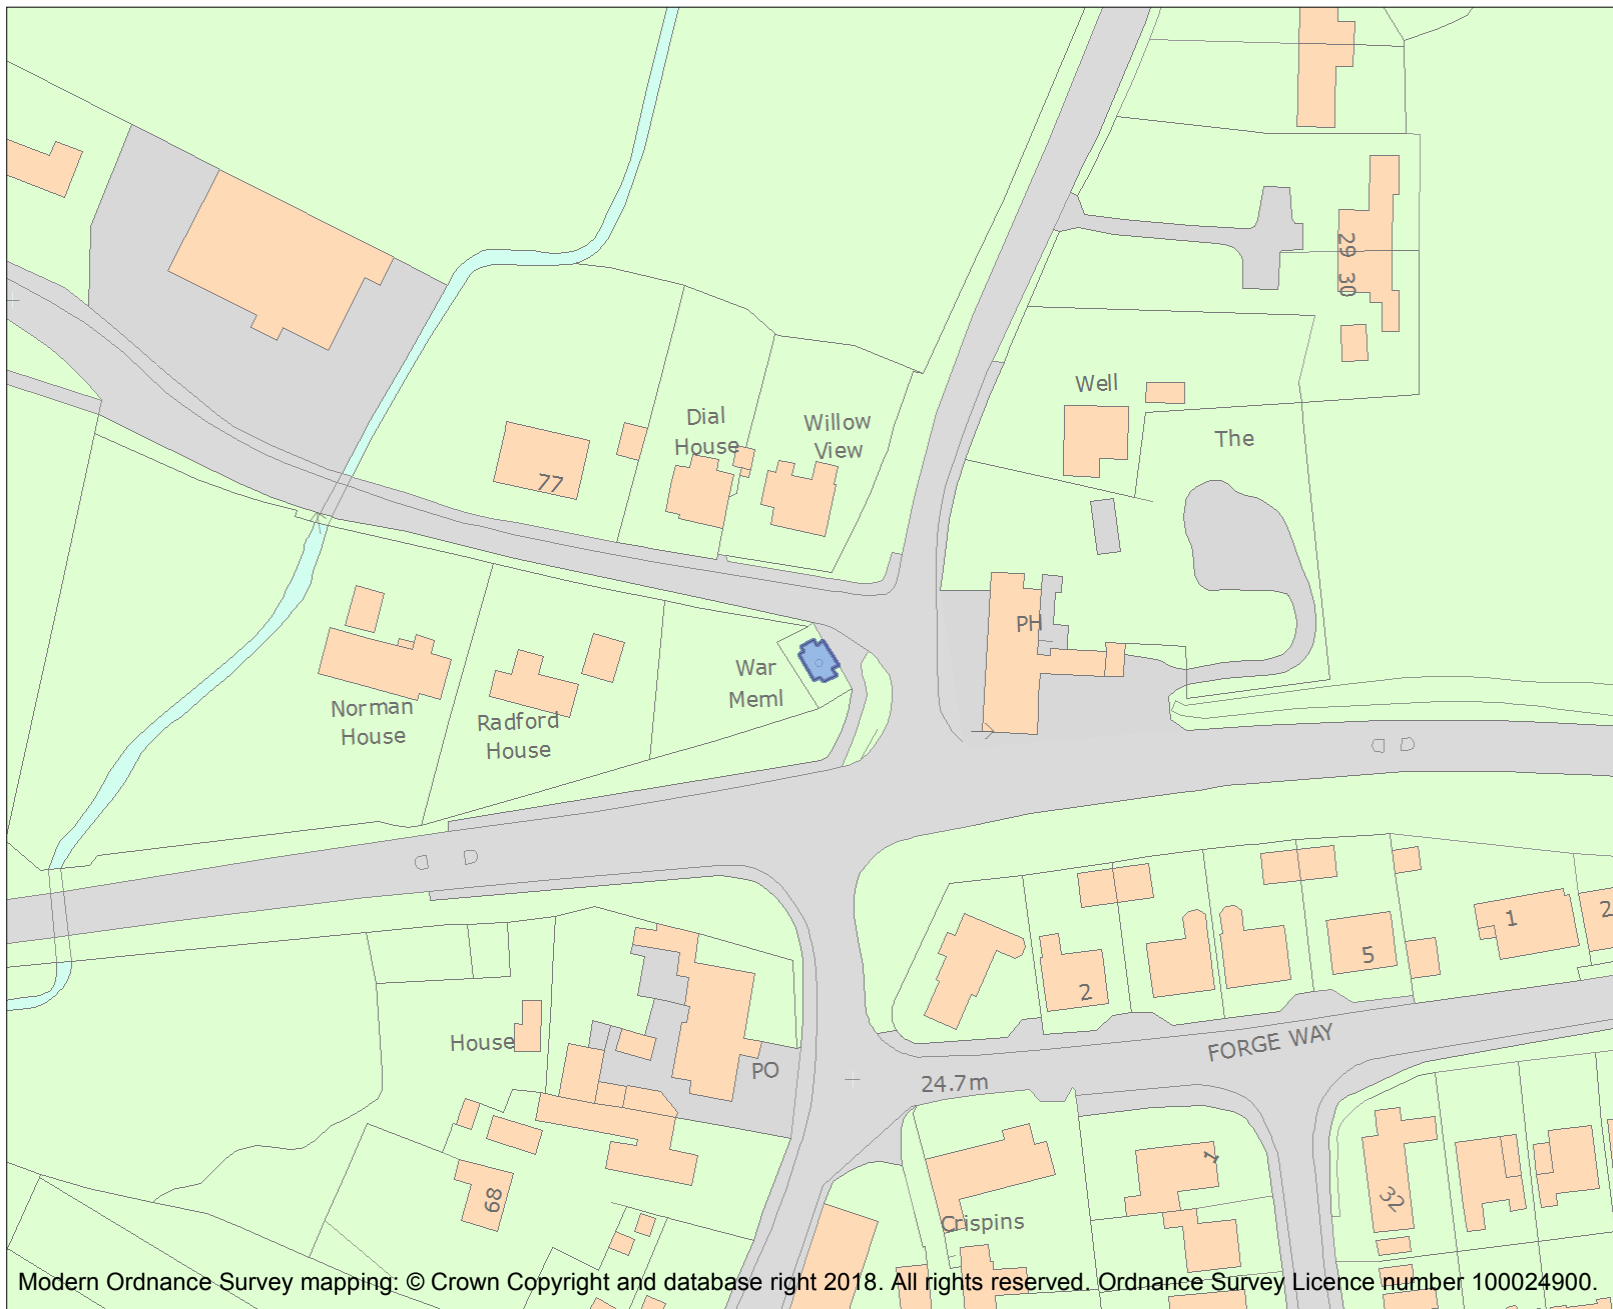 29
30
Well
Dial
House
Willow
View
The
77
PH
War
Meml
Norman
House
Radford
House
1
2
5
2
House
PO
FORGE WAY
24.7m
1
68
32
Crispins
Modern Ordnance Survey mapping: © Crown Copyright and database right 2018. All rights reserved. Ordnance Survey Licence number 100024900.